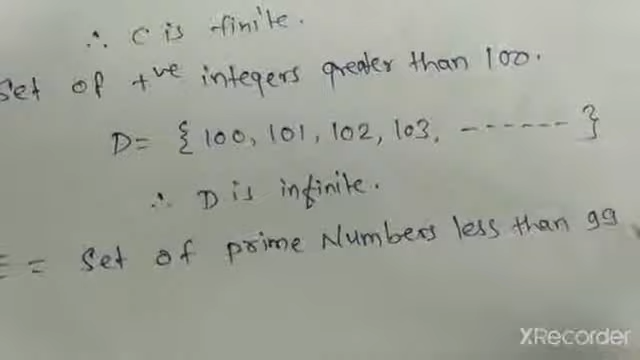 ∴ C is finite.
Set of +ve integers greater than 100.
D = { 100, 101, 102, 103, ------- }
∴ D is infinite.
E = Set of prime Numbers less than 99
XRecorder